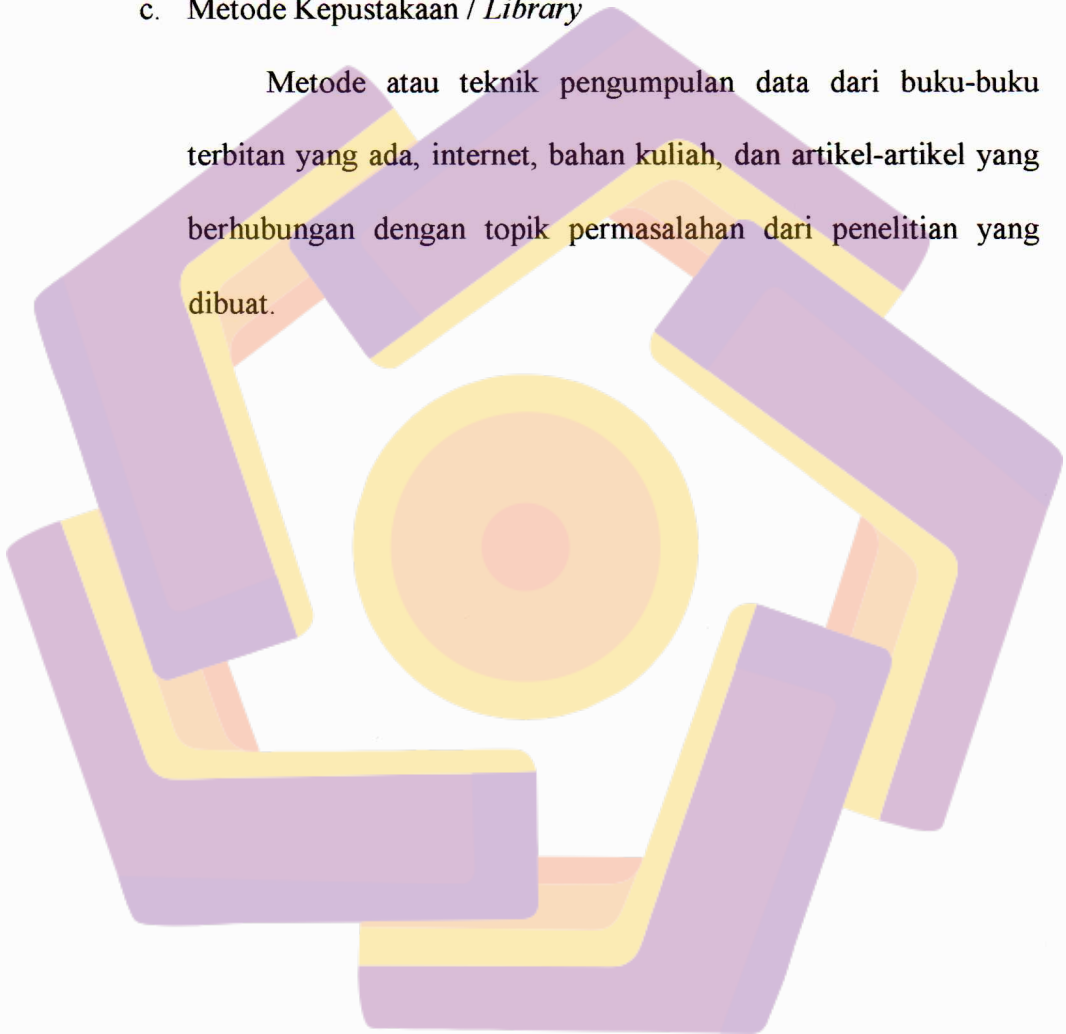 c. Metode Kepustakaan / Library
Metode atau teknik pengumpulan data dari buku-buku
terbitan yang ada, internet, bahan kuliah, dan artikel-artikel yang
berhubungan dengan topik permasalahan dari penelitian yang
dibuat.